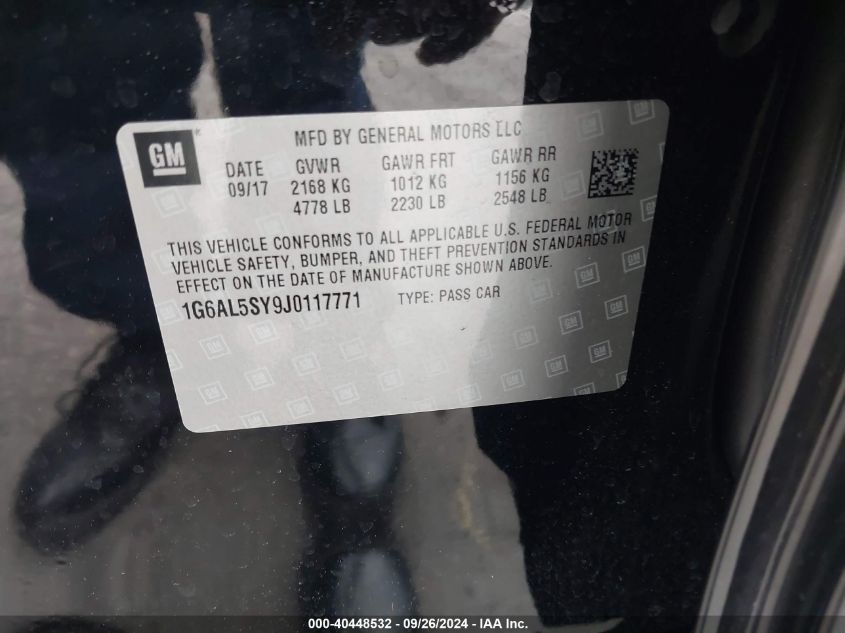 GM
MFD BY GENERAL MOTORS LLC
DATE GVWR GAWR FRT GAWR RR
09/17 2168 KG 1012 KG 1156 KG
4778 LB 2230 LB 2548 LB
THIS VEHICLE CONFORMS TO ALL APPLICABLE U.S. FEDERAL MOTOR
VEHICLE SAFETY, BUMPER, AND THEFT PREVENTION STANDARDS IN
EFFECT ON THE DATE OF MANUFACTURE SHOWN ABOVE.
1G6AL5SY9J0117771 TYPE: PASS CAR
000-40448532 - 09/26/2024 - IAA Inc.